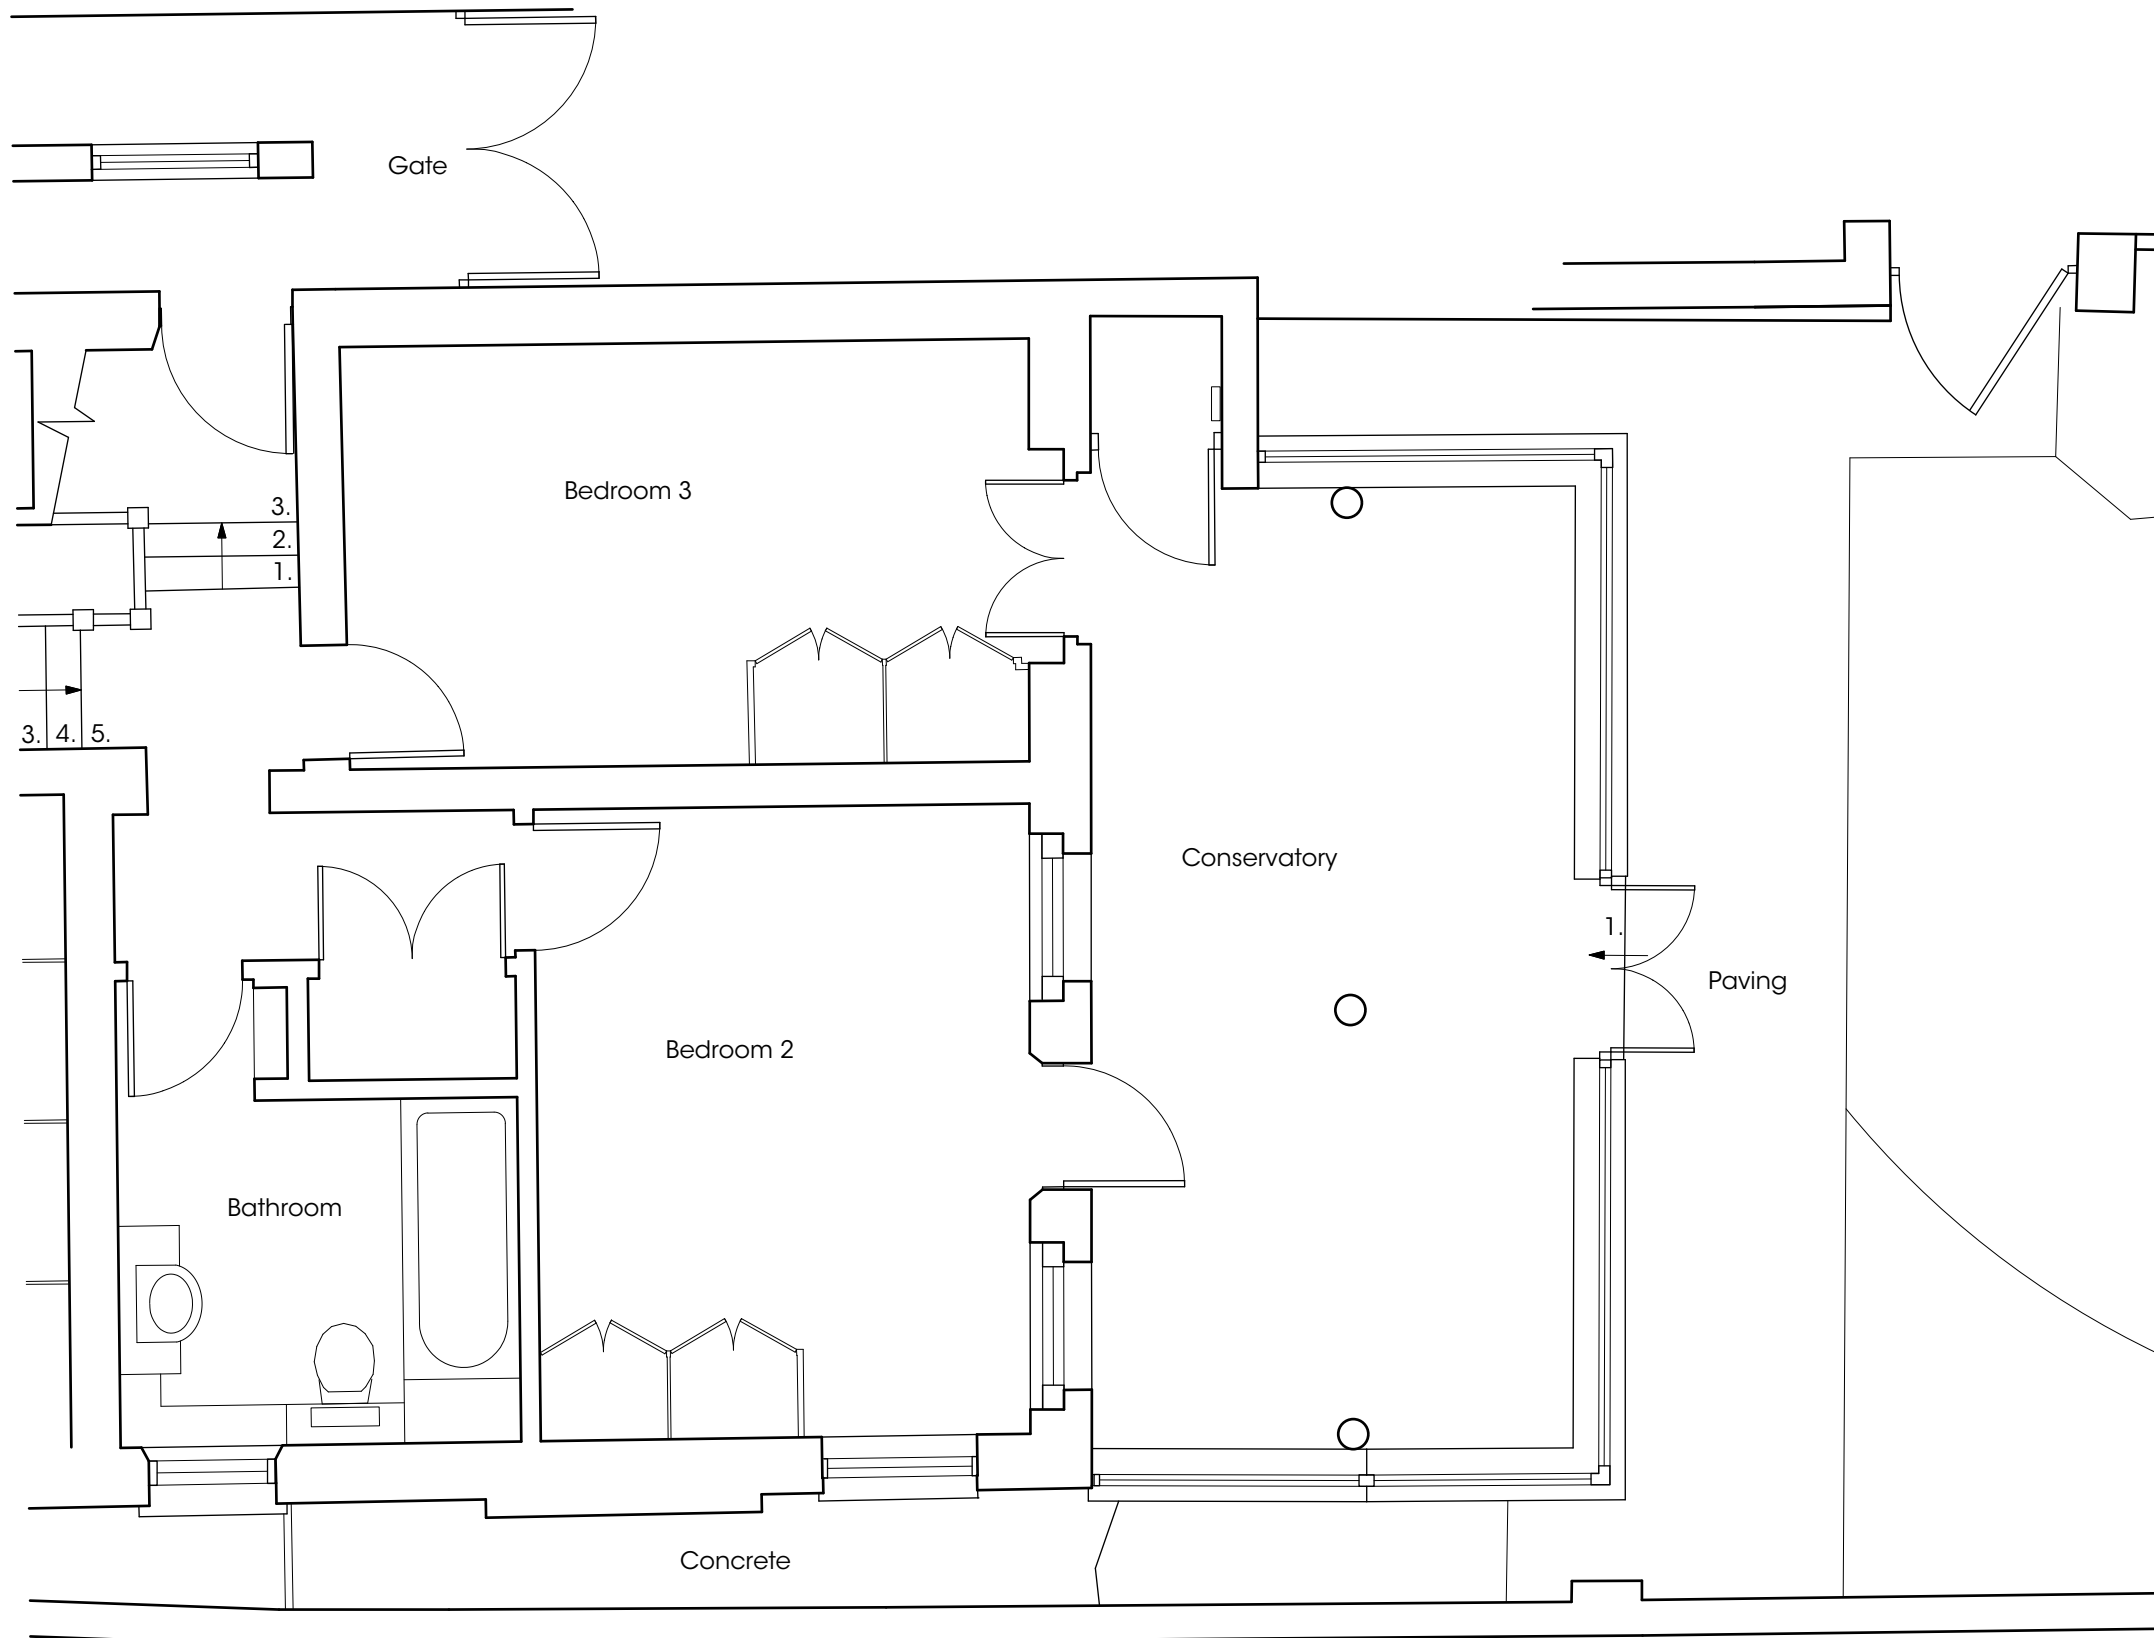 Gate
Bedroom 3
3.
2.
1.
3. 4. 5.
Conservatory
1.
Paving
Bedroom 2
Bathroom
Concrete